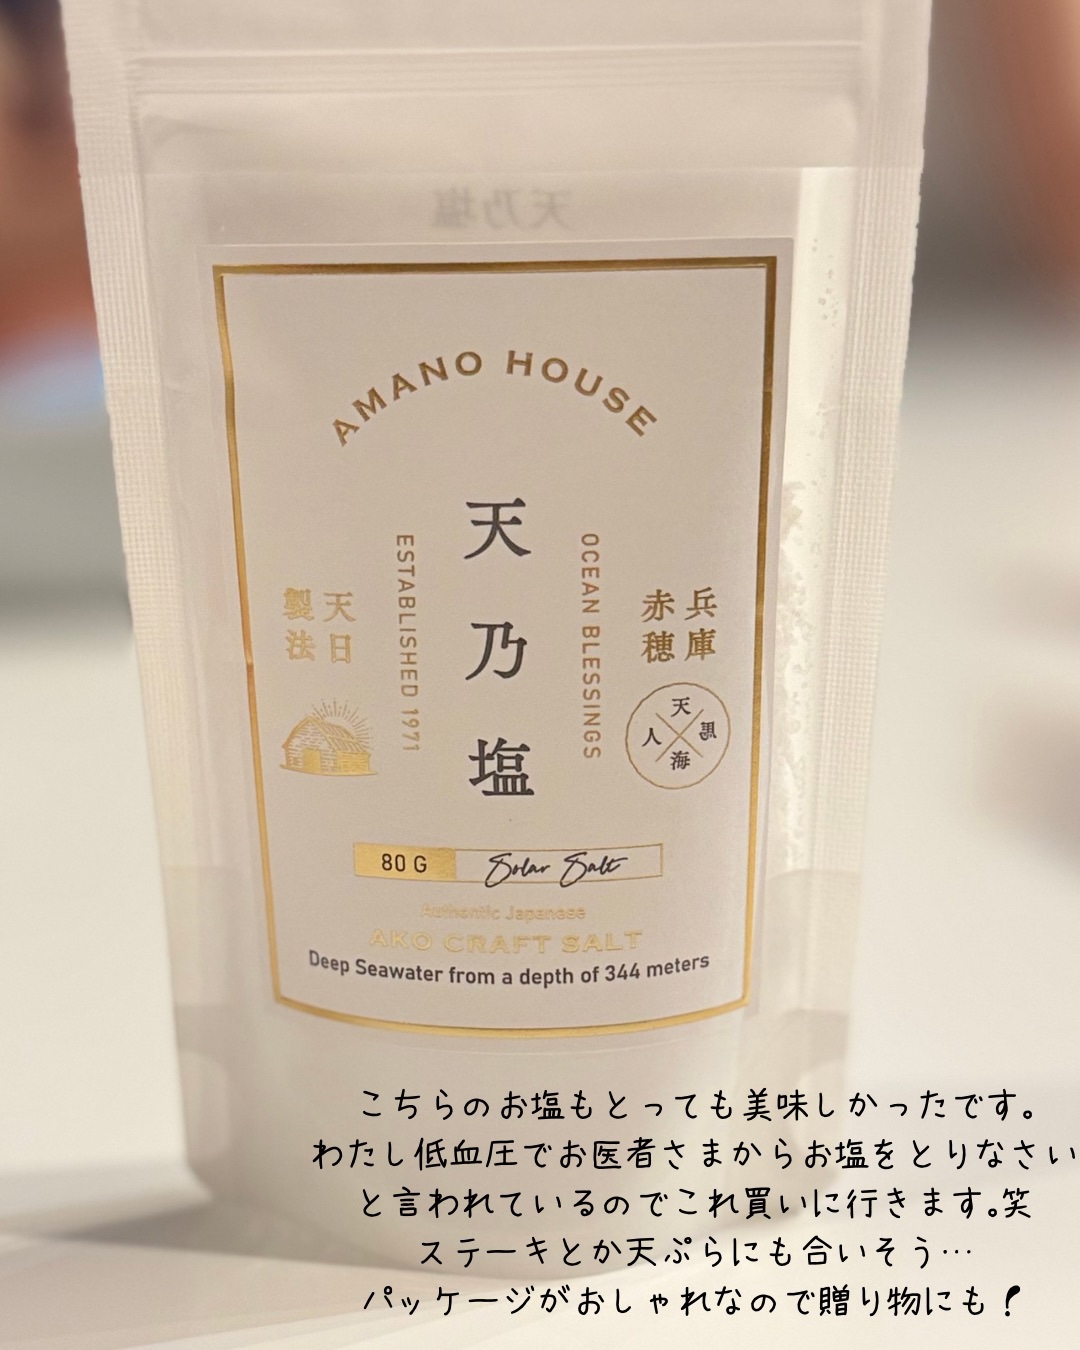 天乃塩
AMANO HOUSE
天乃塩
OCEAN BLESSINGS
ESTABLISHED 1971
兵庫
赤穂
天日
製法
天
馬
人
海
80 G
Solar Salt
Authentic Japanese
AKO CRAFT SALT
Deep Seawater from a depth of 344 meters
こちらのお塩もとっても美味しかったです。
わたし低血圧でお医者さまからお塩をとりなさい
と言われているのでこれ買いに行きます。笑
ステーキとか天ぷらにも合いそう…
パッケージがおしゃれなので贈り物にも！